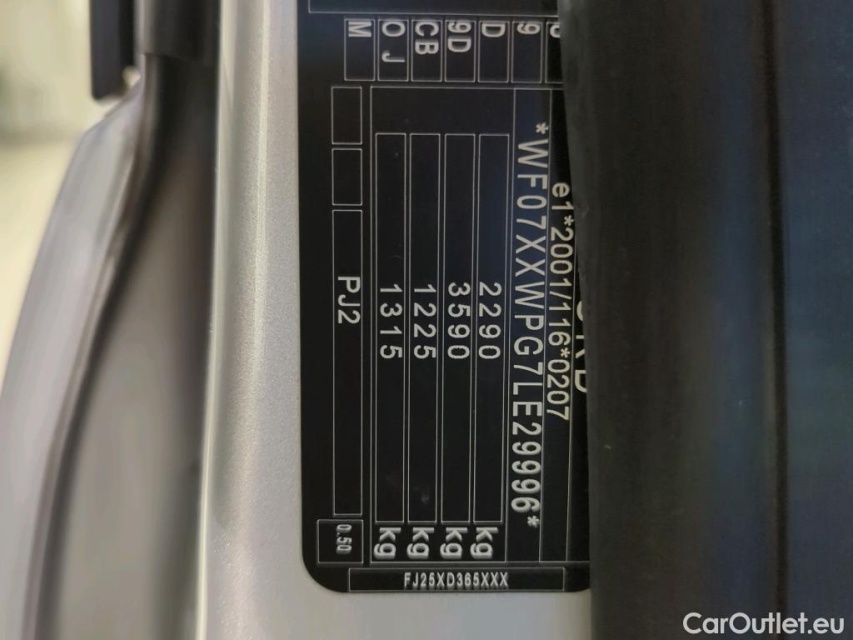 e1*2001/116*0207
*WF07XXWPG7LE29996*
2290 kg
3590 kg
1225 kg
1315 kg
PJ2
0.50
9
D
9D
CB
OJ
M
FJ25XD365XXX
CarOutlet.eu